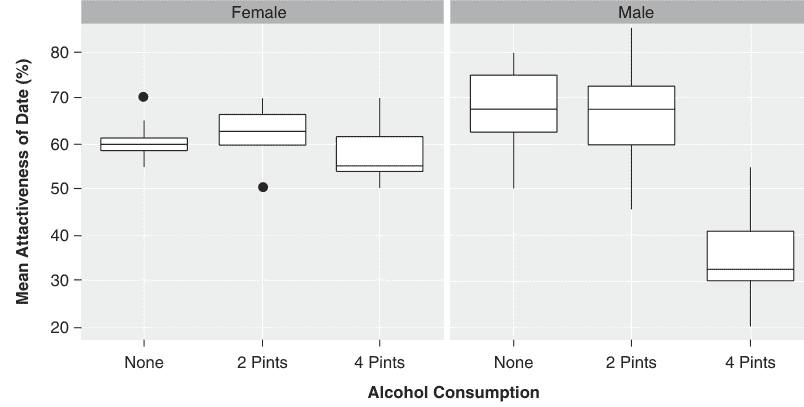 Female
Male
Mean Attactiveness of Date (%)
80
70
60
50
40
30
20
None
2 Pints
4 Pints
None
2 Pints
4 Pints
Alcohol Consumption